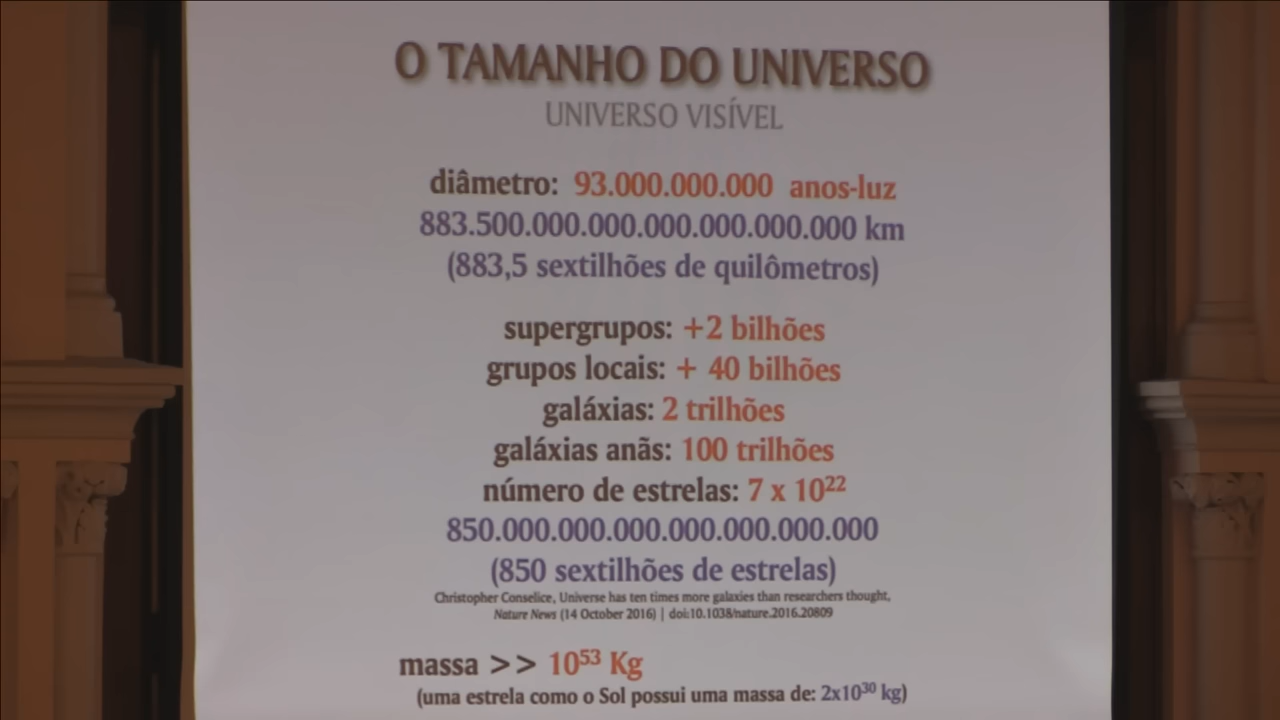 O TAMANHO DO UNIVERSO
UNIVERSO VISÍVEL
diâmetro: 93.000.000.000 anos-luz
883.500.000.000.000.000.000.000 km
(883,5 sextilhões de quilômetros)
supergrupos: +2 bilhões
grupos locais: + 40 bilhões
galáxias: 2 trilhões
galáxias anãs: 100 trilhões
número de estrelas: 7 x 10²²
850.000.000.000.000.000.000.000
(850 sextilhões de estrelas)
Christopher Conselice, Universe has ten times more galaxies than researchers thought,
Nature News (14 October 2016) | doi:10.1038/nature.2016.20809
massa >> 10⁵³ Kg
(uma estrela como o Sol possui uma massa de: 2x10³⁰ kg)